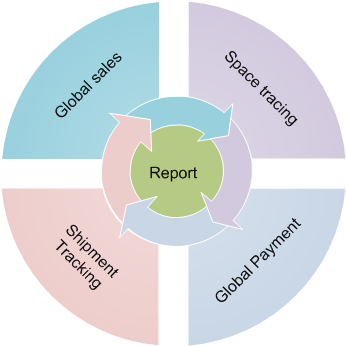 Global sales
Space tracing
Report
Shipment
Tracking
Global Payment